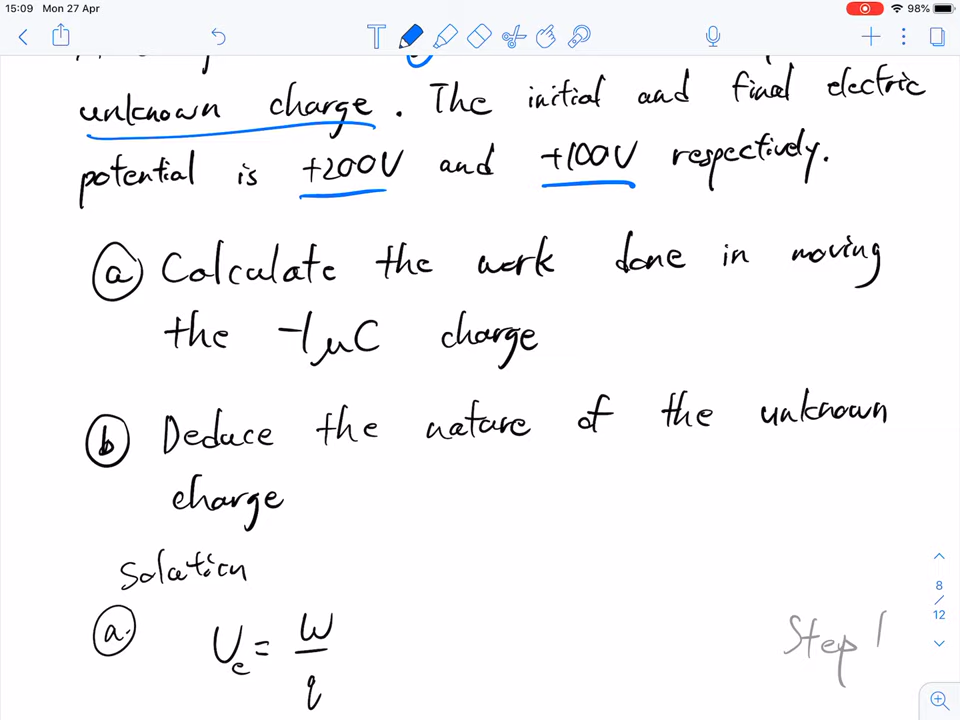 15:09 Mon 27 Apr 98%
unknown charge. The initial and final electric
potential is +200V and +100V respectively.
a Calculate the work done in moving
the -1μC charge
b Deduce the nature of the unknown
charge
Solution
a. Ue = W
q
Step 1
8
/
12